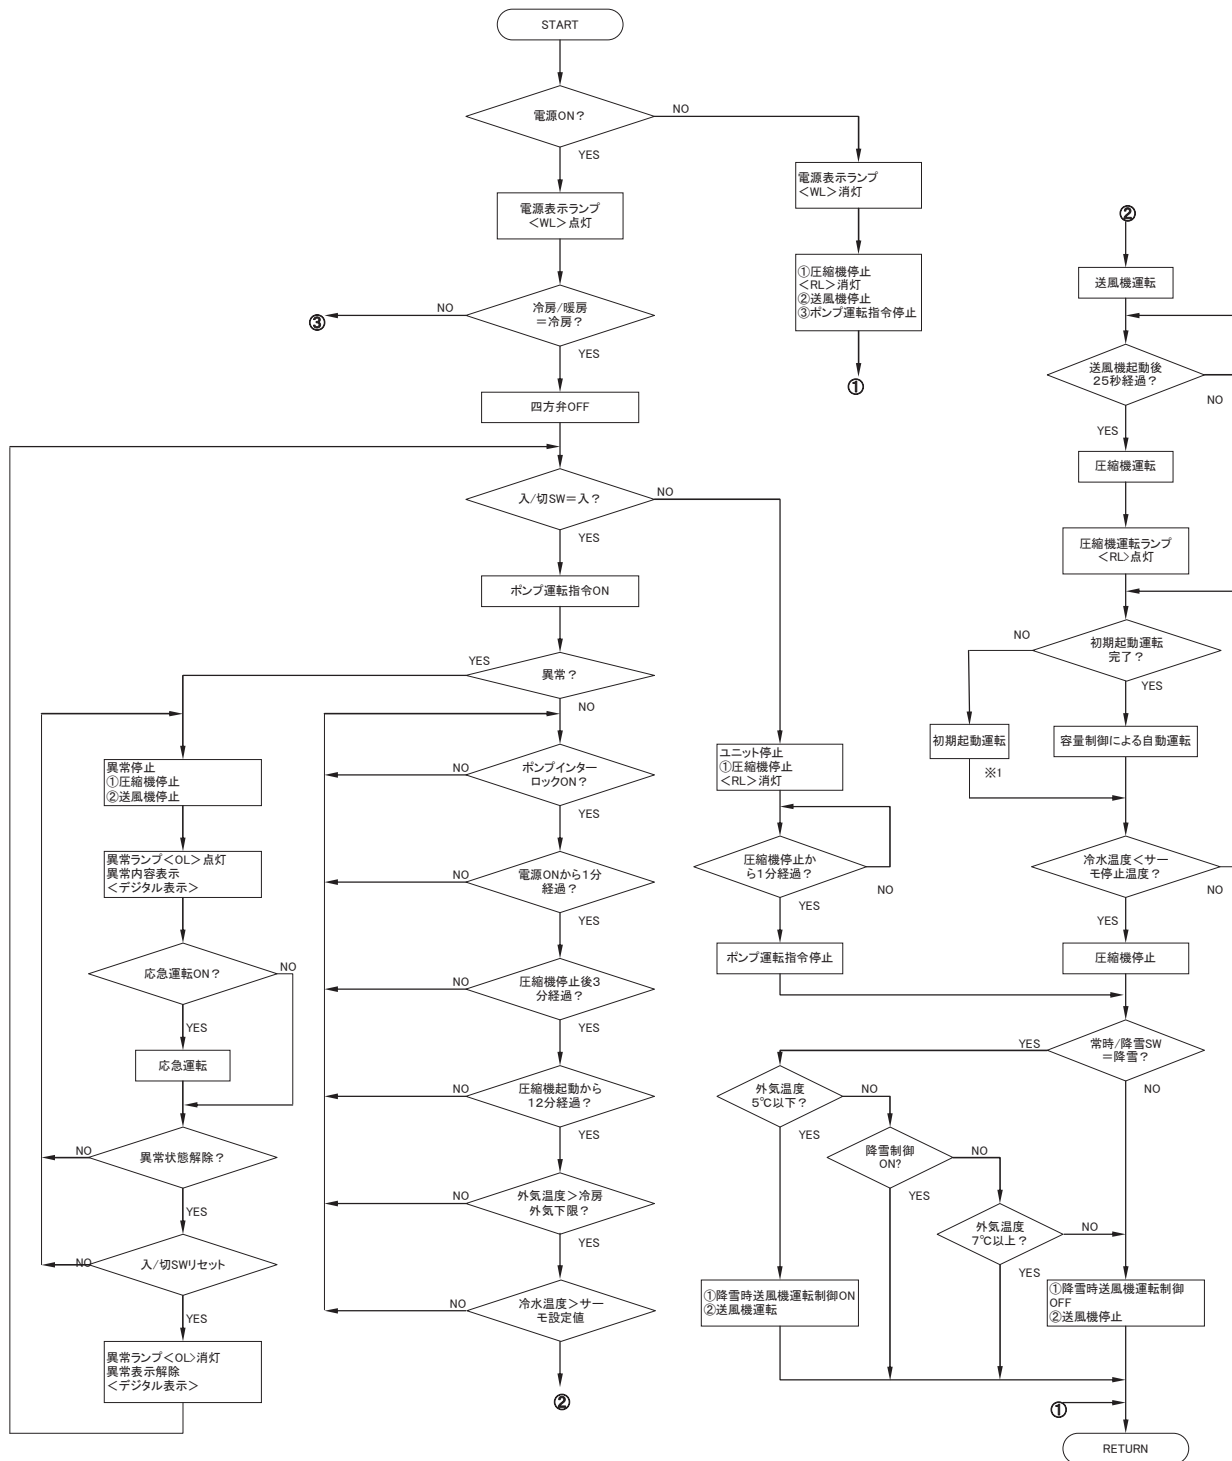 START
電源ON？
NO
YES
電源表示ランプ
＜WL＞点灯
電源表示ランプ
＜WL＞消灯
①圧縮機停止
＜RL＞消灯
②送風機停止
③ポンプ運転指令停止
①
冷房/暖房
＝冷房？
NO
③
YES
四方弁OFF
入/切SW＝入？
NO
YES
ポンプ運転指令ON
異常？
YES
NO
異常停止
①圧縮機停止
②送風機停止
異常ランプ＜OL＞点灯
異常内容表示
＜デジタル表示＞
応急運転ON？
NO
YES
応急運転
異常状態解除？
NO
YES
入/切SWリセット
NO
YES
異常ランプ＜OL＞消灯
異常表示解除
＜デジタル表示＞
ポンプインター
ロックON？
NO
YES
電源ONから1分
経過？
NO
YES
圧縮機停止後3
分経過？
NO
YES
圧縮機起動から
12分経過？
NO
YES
外気温度＞冷房
外気下限？
NO
YES
冷水温度＞サー
モ設定値
NO
YES
②
ユニット停止
①圧縮機停止
＜RL＞消灯
圧縮機停止か
ら1分経過？
NO
YES
ポンプ運転指令停止
②
送風機運転
送風機起動後
25秒経過？
NO
YES
圧縮機運転
圧縮機運転ランプ
＜RL＞点灯
初期起動運転
完了？
NO
YES
初期起動運転
※1
容量制御による自動運転
冷水温度＜サー
モ停止温度？
NO
YES
圧縮機停止
常時/降雪SW
＝降雪？
YES
NO
外気温度
5℃以下？
NO
YES
降雪制御
ON?
NO
YES
外気温度
7℃以上？
NO
YES
①降雪時送風機運転制御ON
②送風機運転
①降雪時送風機運転制御
OFF
②送風機停止
①
RETURN